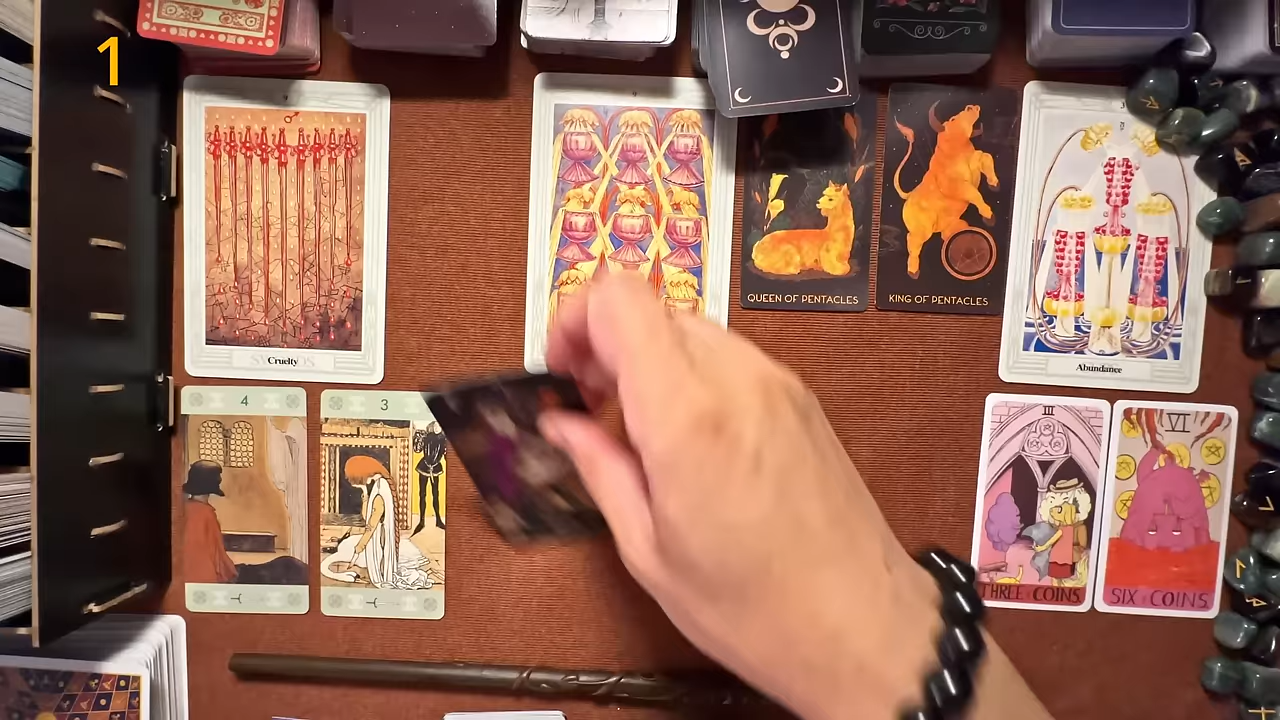 1
Cruelty
QUEEN OF PENTACLES
KING OF PENTACLES
Abundance
4
3
III
THREE COINS
VI
SIX COINS